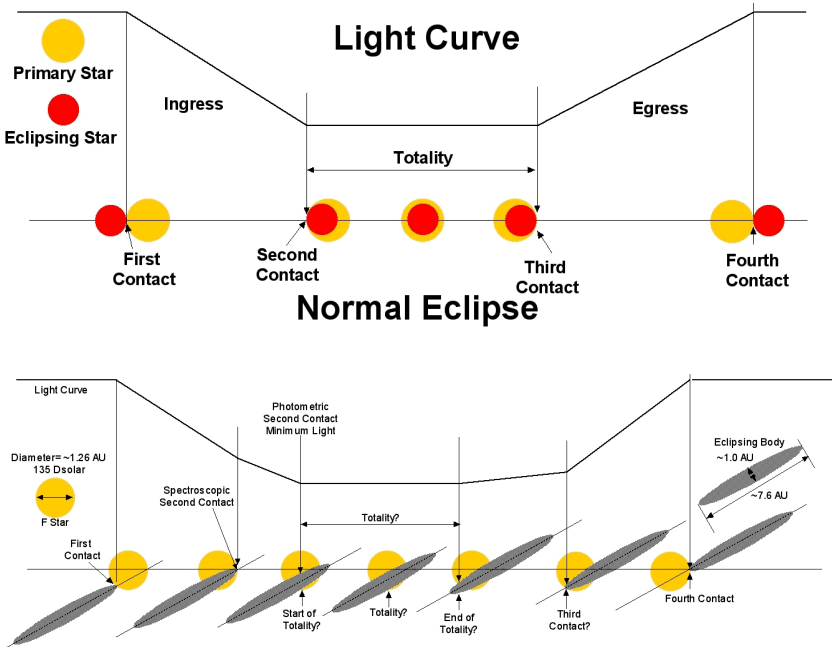 Light Curve
Primary Star
Ingress
Egress
Eclipsing Star
Totality
First
Contact
Second
Contact
Third
Contact
Fourth
Contact
Normal Eclipse
Light Curve
Photometric
Second Contact
Minimum Light
Eclipsing Body
~1.0 AU
~7.6 AU
Diameter= ~1.26 AU
135 Dsolar
F Star
Spectroscopic
Second Contact
Totality?
First
Contact
Start of
Totality?
Totality?
End of
Totality?
Third
Contact?
Fourth Contact